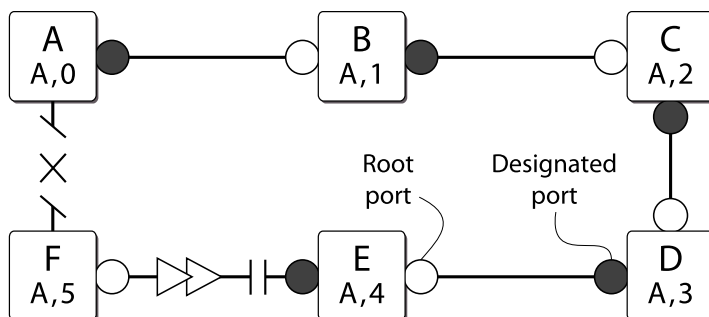 A
A,0
B
A,1
C
A,2
Root
port
Designated
port
F
A,5
E
A,4
D
A,3